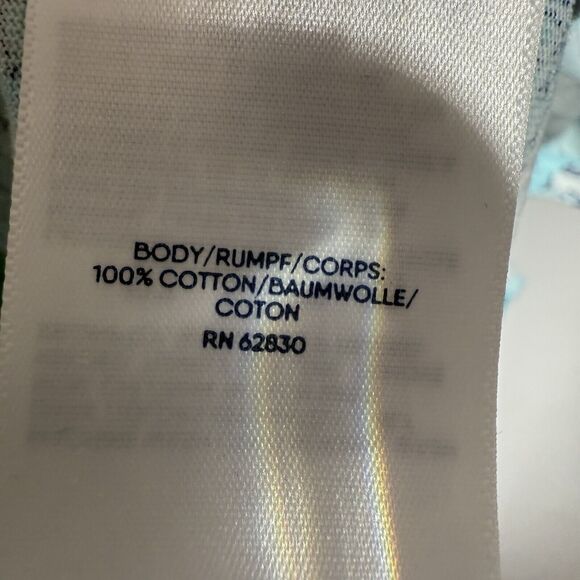 BODY/RUMPF/CORPS:
100% COTTON/BAUMWOLLE/
COTON
RN 62830